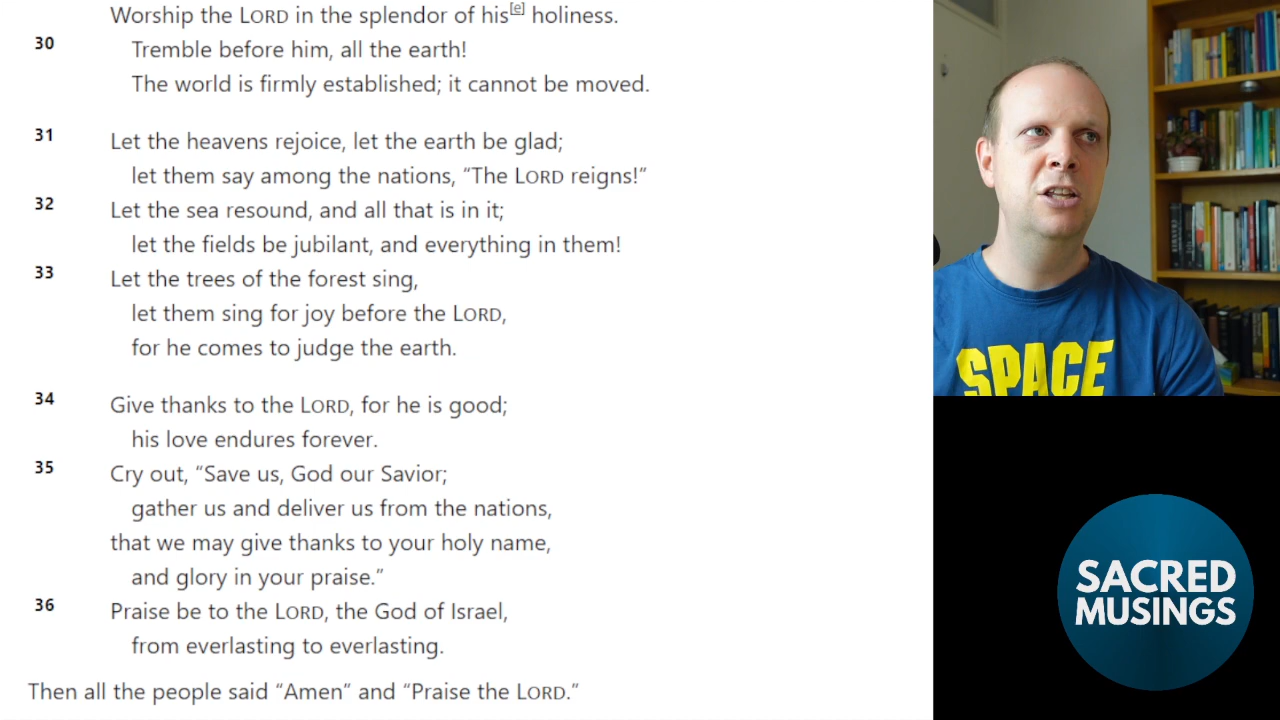 Worship the LORD in the splendor of his[e] holiness.
30 Tremble before him, all the earth!
The world is firmly established; it cannot be moved.
31 Let the heavens rejoice, let the earth be glad;
let them say among the nations, “The LORD reigns!”
32 Let the sea resound, and all that is in it;
let the fields be jubilant, and everything in them!
33 Let the trees of the forest sing,
let them sing for joy before the LORD,
for he comes to judge the earth.
34 Give thanks to the LORD, for he is good;
his love endures forever.
35 Cry out, “Save us, God our Savior;
gather us and deliver us from the nations,
that we may give thanks to your holy name,
and glory in your praise.”
36 Praise be to the LORD, the God of Israel,
from everlasting to everlasting.
Then all the people said “Amen” and “Praise the LORD.”
SPACE
SACRED
MUSINGS